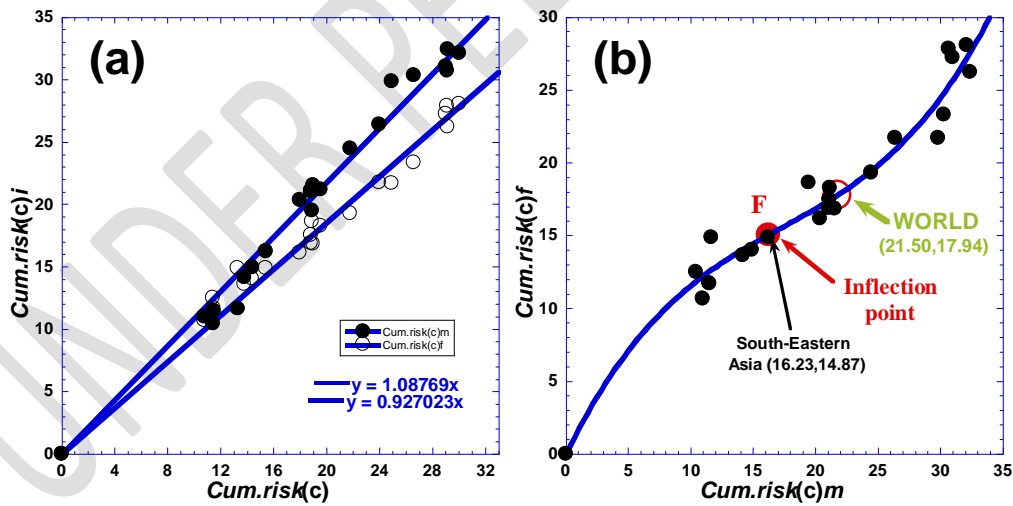 (a)
Cum.risk(c)i
35
30
25
20
15
10
5
0
0 4 8 12 16 20 24 28 32
Cum.risk(c)
Cum.risk(c)m
Cum.risk(c)f
y = 1.08769x
y = 0.927023x
(b)
Cum.risk(c)f
30
25
20
15
10
5
0
0 5 10 15 20 25 30 35
Cum.risk(c)m
F
WORLD
(21.50,17.94)
Inflection
point
South-Eastern
Asia (16.23,14.87)
UNDER PE